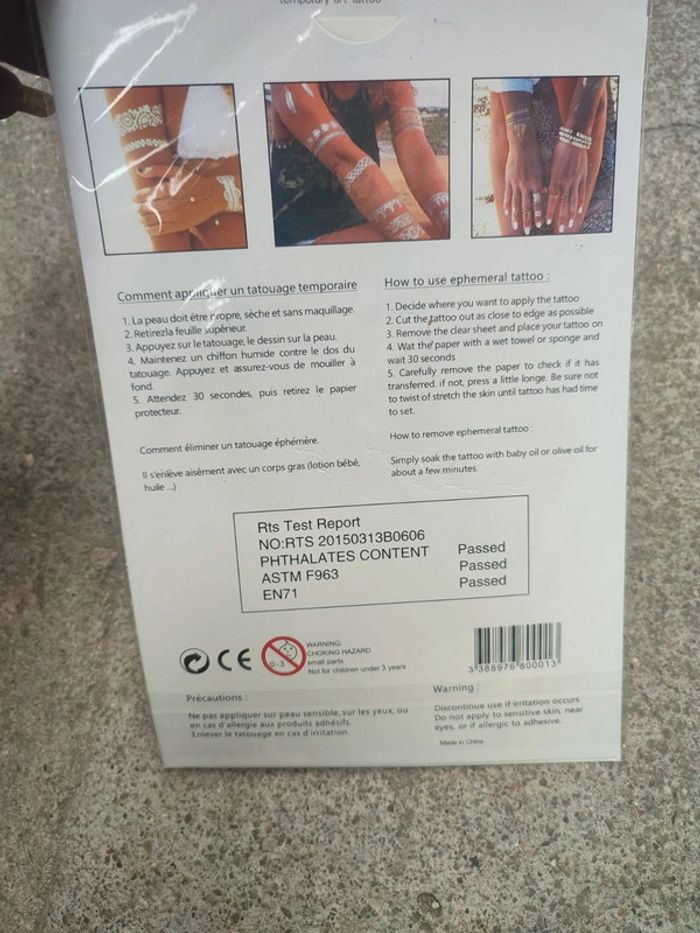 temporary art tattoo
Comment appliquer un tatouage temporaire
1. La peau doit être propre, sèche et sans maquillage.
2. Retirezla feuille supérieur.
3. Appuyez sur le tatouage, le dessin sur la peau.
4. Maintenez un chiffon humide contre le dos du
tatouage. Appuyez et assurez-vous de mouiller à
fond.
5. Attendez 30 secondes, puis retirez le papier
protecteur.
Comment éliminer un tatouage éphémère.
Il s'enlève aisément avec un corps gras (lotion bébé,
huile ...)
How to use ephemeral tattoo :
1. Decide where you want to apply the tattoo
2. Cut the tattoo out as close to edge as possible
3. Remove the clear sheet and place your tattoo on
4. Wat the paper with a wet towel or sponge and
wait 30 seconds
5. Carefully remove the paper to check if it has
transferred. if not, press a little longe. Be sure not
to twist of stretch the skin until tattoo has had time
to set.
How to remove ephemeral tattoo :
Simply soak the tattoo with baby oil or olive oil for
about a few minutes.
Rts Test Report
NO:RTS 20150313B0606
PHTHALATES CONTENT Passed
ASTM F963 Passed
EN71 Passed
CE
0-3
WARNING:
CHOKING HAZARD
small parts
Not for children under 3 years
3 388976 800013
Précautions :
Ne pas appliquer sur peau sensible, sur les yeux, ou
en cas d'allergie aux produits adhésifs.
Enlever le tatouage en cas d'irritation.
Warning :
Discontinue use if irritation occurs
Do not apply to sensitive skin, near
eyes, or if allergic to adhesive.
Made in China